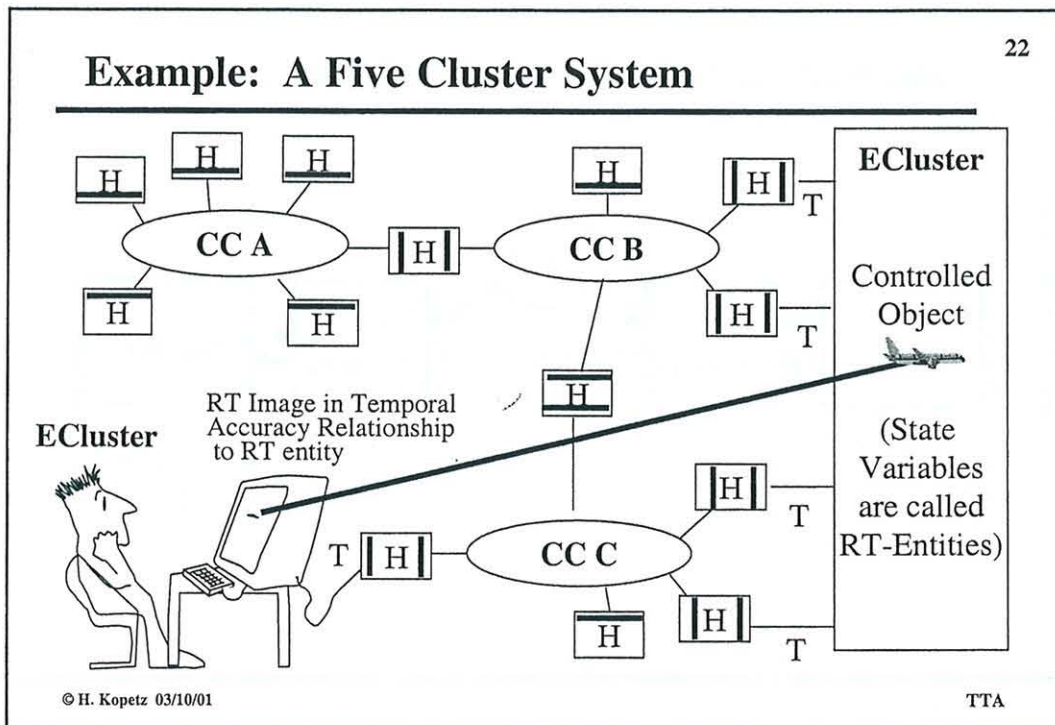 22
Example: A Five Cluster System
H
H
H
H
H
H
H
H
H
CC A
CC B
T
T
ECluster
Controlled
Object
H
RT Image in Temporal
Accuracy Relationship
to RT entity
ECluster
(State
Variables
are called
RT-Entities)
H
T
T
H
CC C
H
H
T
© H. Kopetz 03/10/01
TTA